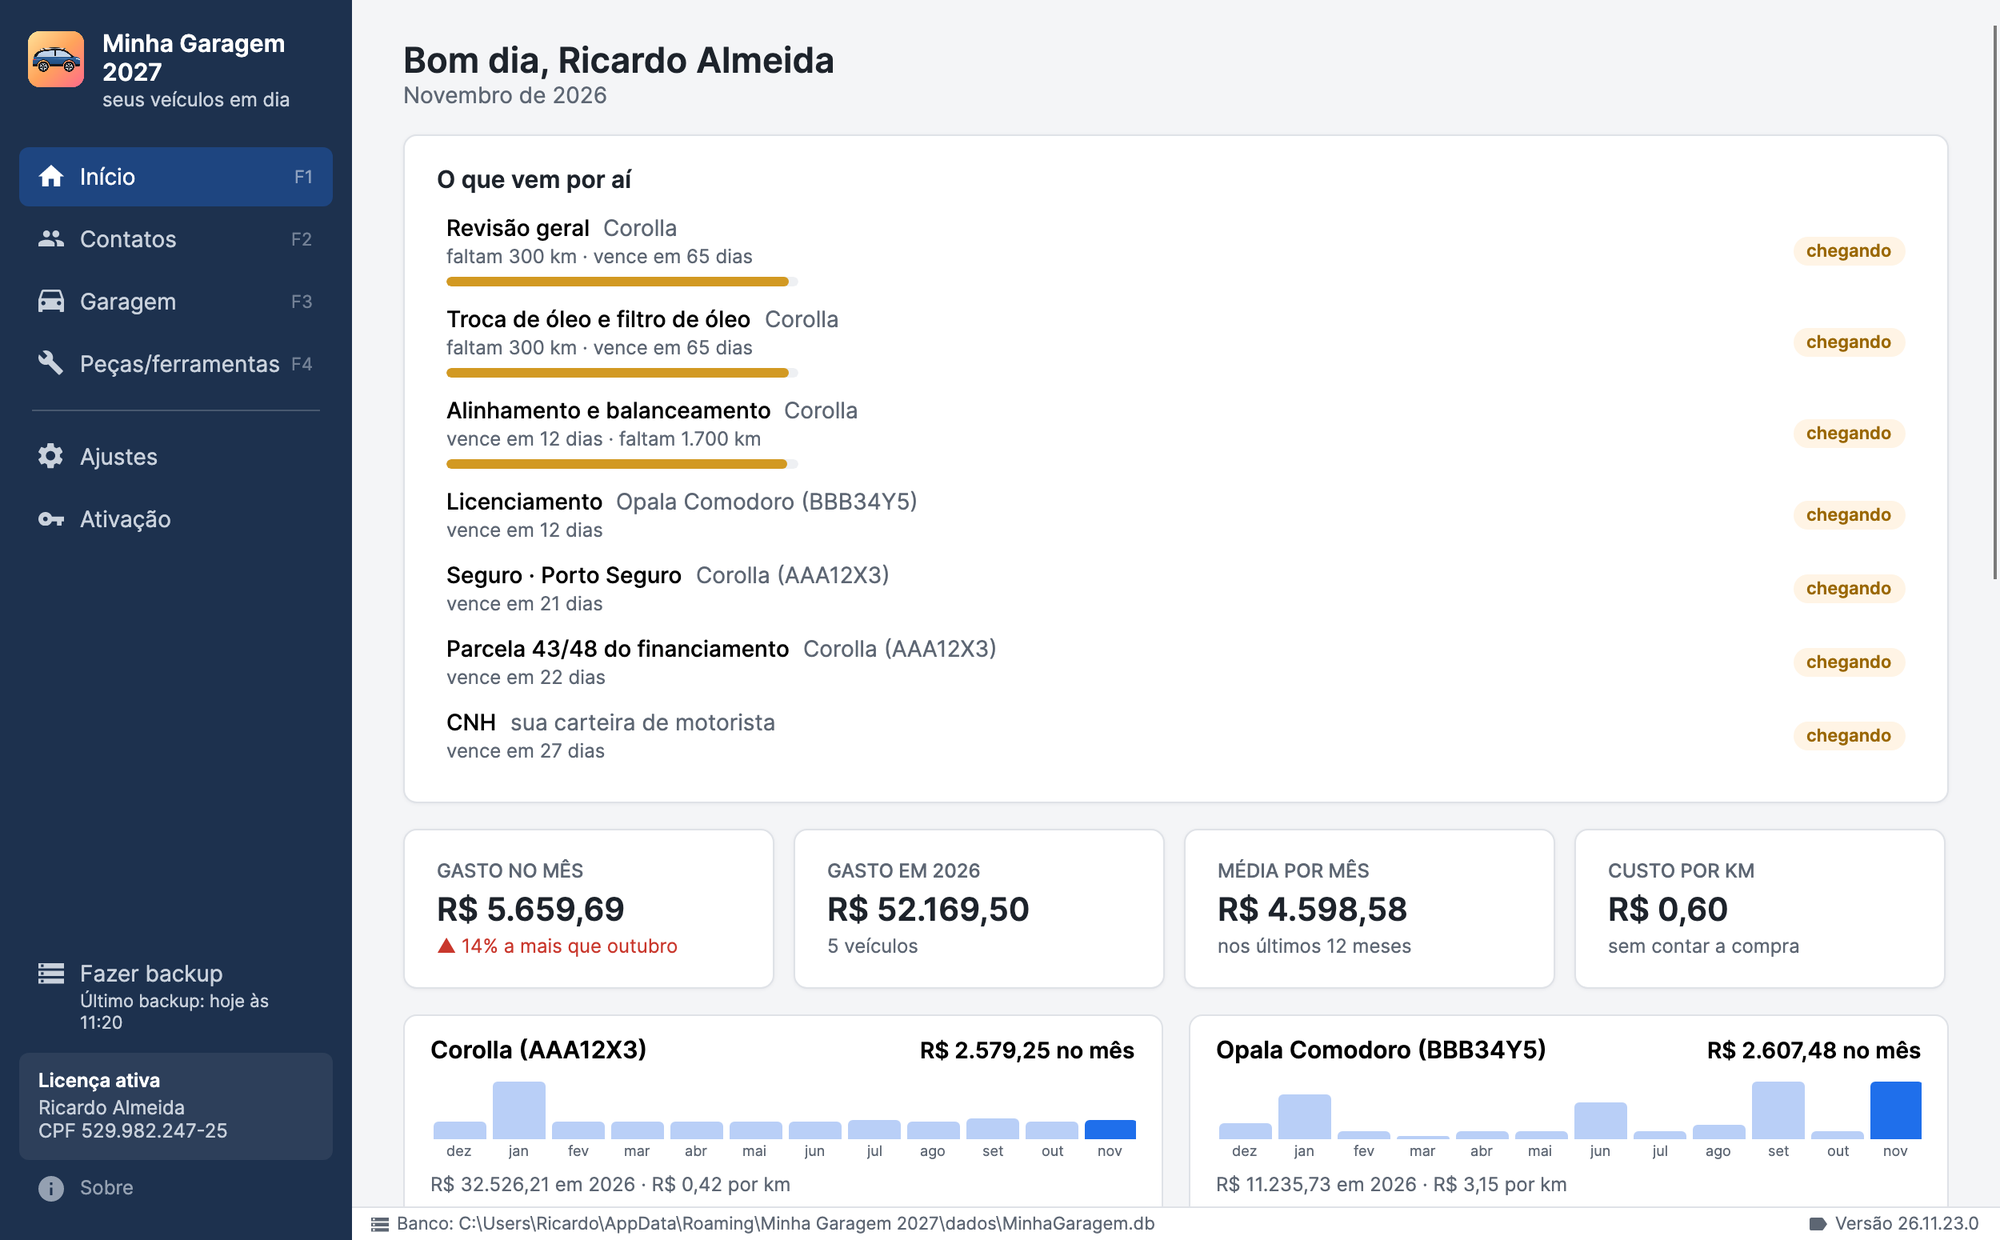 Minha Garagem
2027
seus veículos em dia
Início F1
Contatos F2
Garagem F3
Peças/ferramentas F4
Ajustes
Ativação
Fazer backup
Último backup: hoje às
11:20
Licença ativa
Ricardo Almeida
CPF 529.982.247-25
Sobre
Bom dia, Ricardo Almeida
Novembro de 2026
O que vem por aí
Revisão geral Corolla
faltam 300 km · vence em 65 dias
chegando
Troca de óleo e filtro de óleo Corolla
faltam 300 km · vence em 65 dias
chegando
Alinhamento e balanceamento Corolla
vence em 12 dias · faltam 1.700 km
chegando
Licenciamento Opala Comodoro (BBB34Y5)
vence em 12 dias
chegando
Seguro · Porto Seguro Corolla (AAA12X3)
vence em 21 dias
chegando
Parcela 43/48 do financiamento Corolla (AAA12X3)
vence em 22 dias
chegando
CNH sua carteira de motorista
vence em 27 dias
chegando
GASTO NO MÊS
R$ 5.659,69
▲ 14% a mais que outubro
GASTO EM 2026
R$ 52.169,50
5 veículos
MÉDIA POR MÊS
R$ 4.598,58
nos últimos 12 meses
CUSTO POR KM
R$ 0,60
sem contar a compra
Corolla (AAA12X3) R$ 2.579,25 no mês
dez jan fev mar abr mai jun jul ago set out nov
R$ 32.526,21 em 2026 · R$ 0,42 por km
Opala Comodoro (BBB34Y5) R$ 2.607,48 no mês
dez jan fev mar abr mai jun jul ago set out nov
R$ 11.235,73 em 2026 · R$ 3,15 por km
Banco: C:\Users\Ricardo\AppData\Roaming\Minha Garagem 2027\dados\MinhaGaragem.db
Versão 26.11.23.0